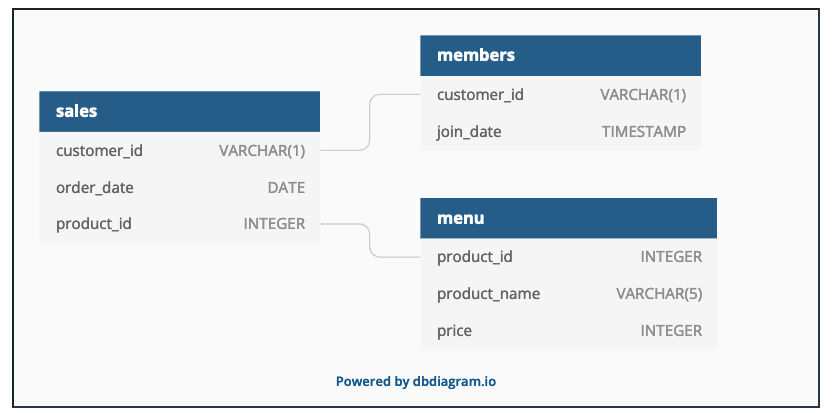 sales
customer_id VARCHAR(1)
order_date DATE
product_id INTEGER
members
customer_id VARCHAR(1)
join_date TIMESTAMP
menu
product_id INTEGER
product_name VARCHAR(5)
price INTEGER
Powered by dbdiagram.io